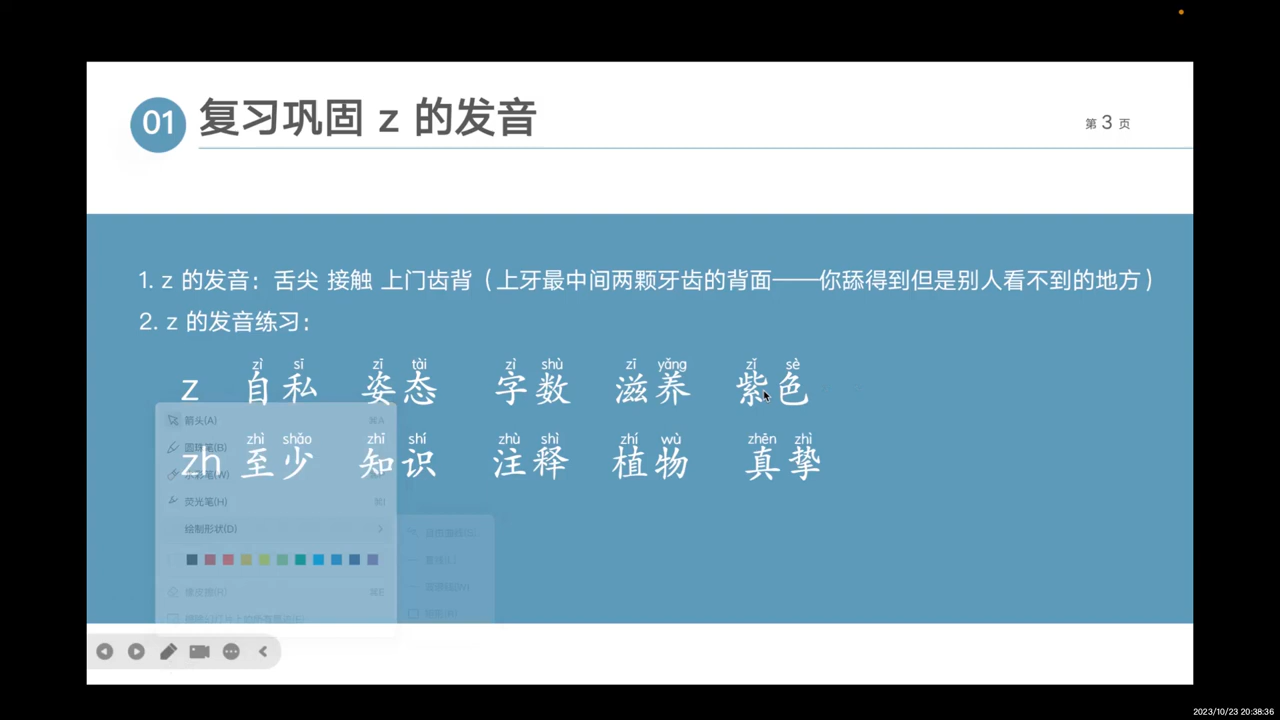 01 复习巩固 z 的发音
第 3 页
1. z 的发音：舌尖 接触 上门齿背（上牙最中间两颗牙齿的背面——你舔得到但是别人看不到的地方）
2. z 的发音练习：
zì sī zī tài zì shù zī yǎng zǐ sè
z 自私 姿态 字数 滋养 紫色
zhì shǎo zhī shí zhù shì zhí wù zhēn zhì
zh 至少 知识 注释 植物 真挚
箭头(A) ⌘A
圆珠笔(B)
水彩笔(W)
荧光笔(H) ⌘I
绘制形状(D)
橡皮擦(R) ⌘E
2023/10/23 20:38:36